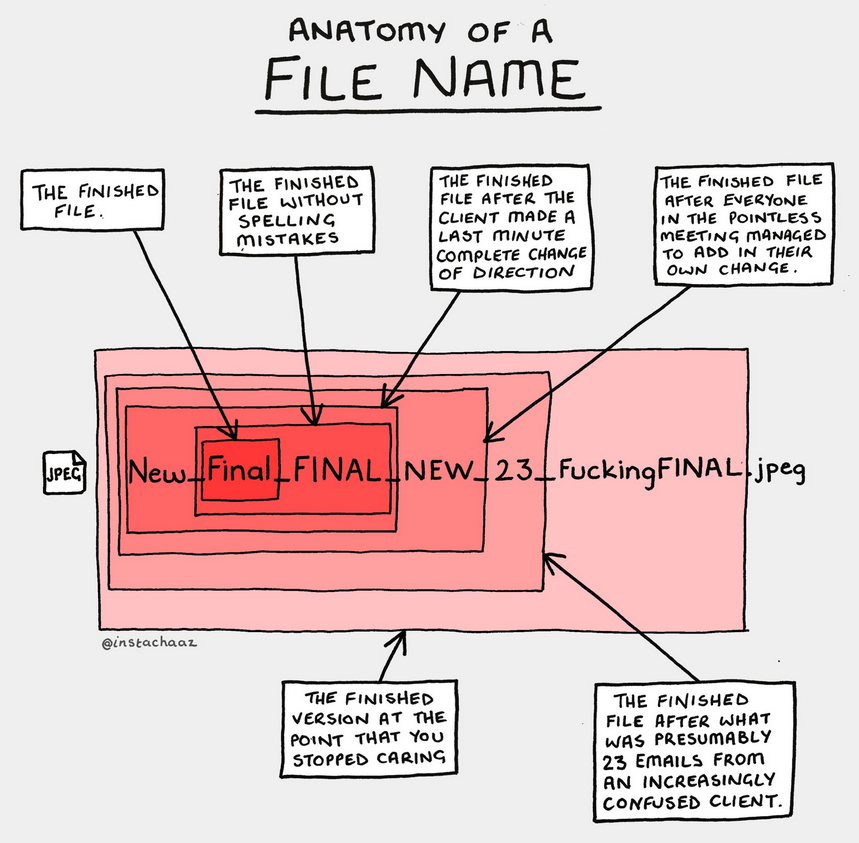 ANATOMY OF A
FILE NAME
THE FINISHED
FILE.
THE FINISHED
FILE WITHOUT
SPELLING
MISTAKES
THE FINISHED
FILE AFTER THE
CLIENT MADE A
LAST MINUTE
COMPLETE CHANGE
OF DIRECTION
THE FINISHED FILE
AFTER EVERYONE
IN THE POINTLESS
MEETING MANAGED
TO ADD IN THEIR
OWN CHANGE.
JPEG
New_Final_FINAL_NEW_23_FuckingFINAL.jpeg
@instachaaz
THE FINISHED
VERSION AT THE
POINT THAT YOU
STOPPED CARING
THE FINISHED
FILE AFTER WHAT
WAS PRESUMABLY
23 EMAILS FROM
AN INCREASINGLY
CONFUSED CLIENT.